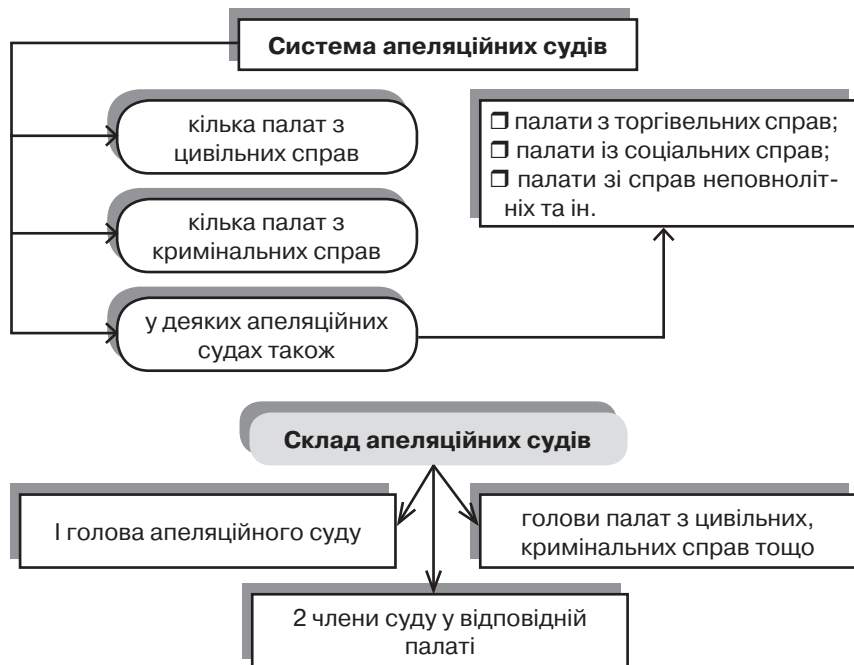 Система апеляційних судів
кілька палат з
цивільних справ
кілька палат з
кримінальних справ
у деяких апеляційних
судах також
❒ палати з торгівельних справ;
❒ палати із соціальних справ;
❒ палати зі справ неповноліт-
ніх та ін.
Склад апеляційних судів
І голова апеляційного суду
2 члени суду у відповідній
палаті
голови палат з цивільних,
кримінальних справ тощо